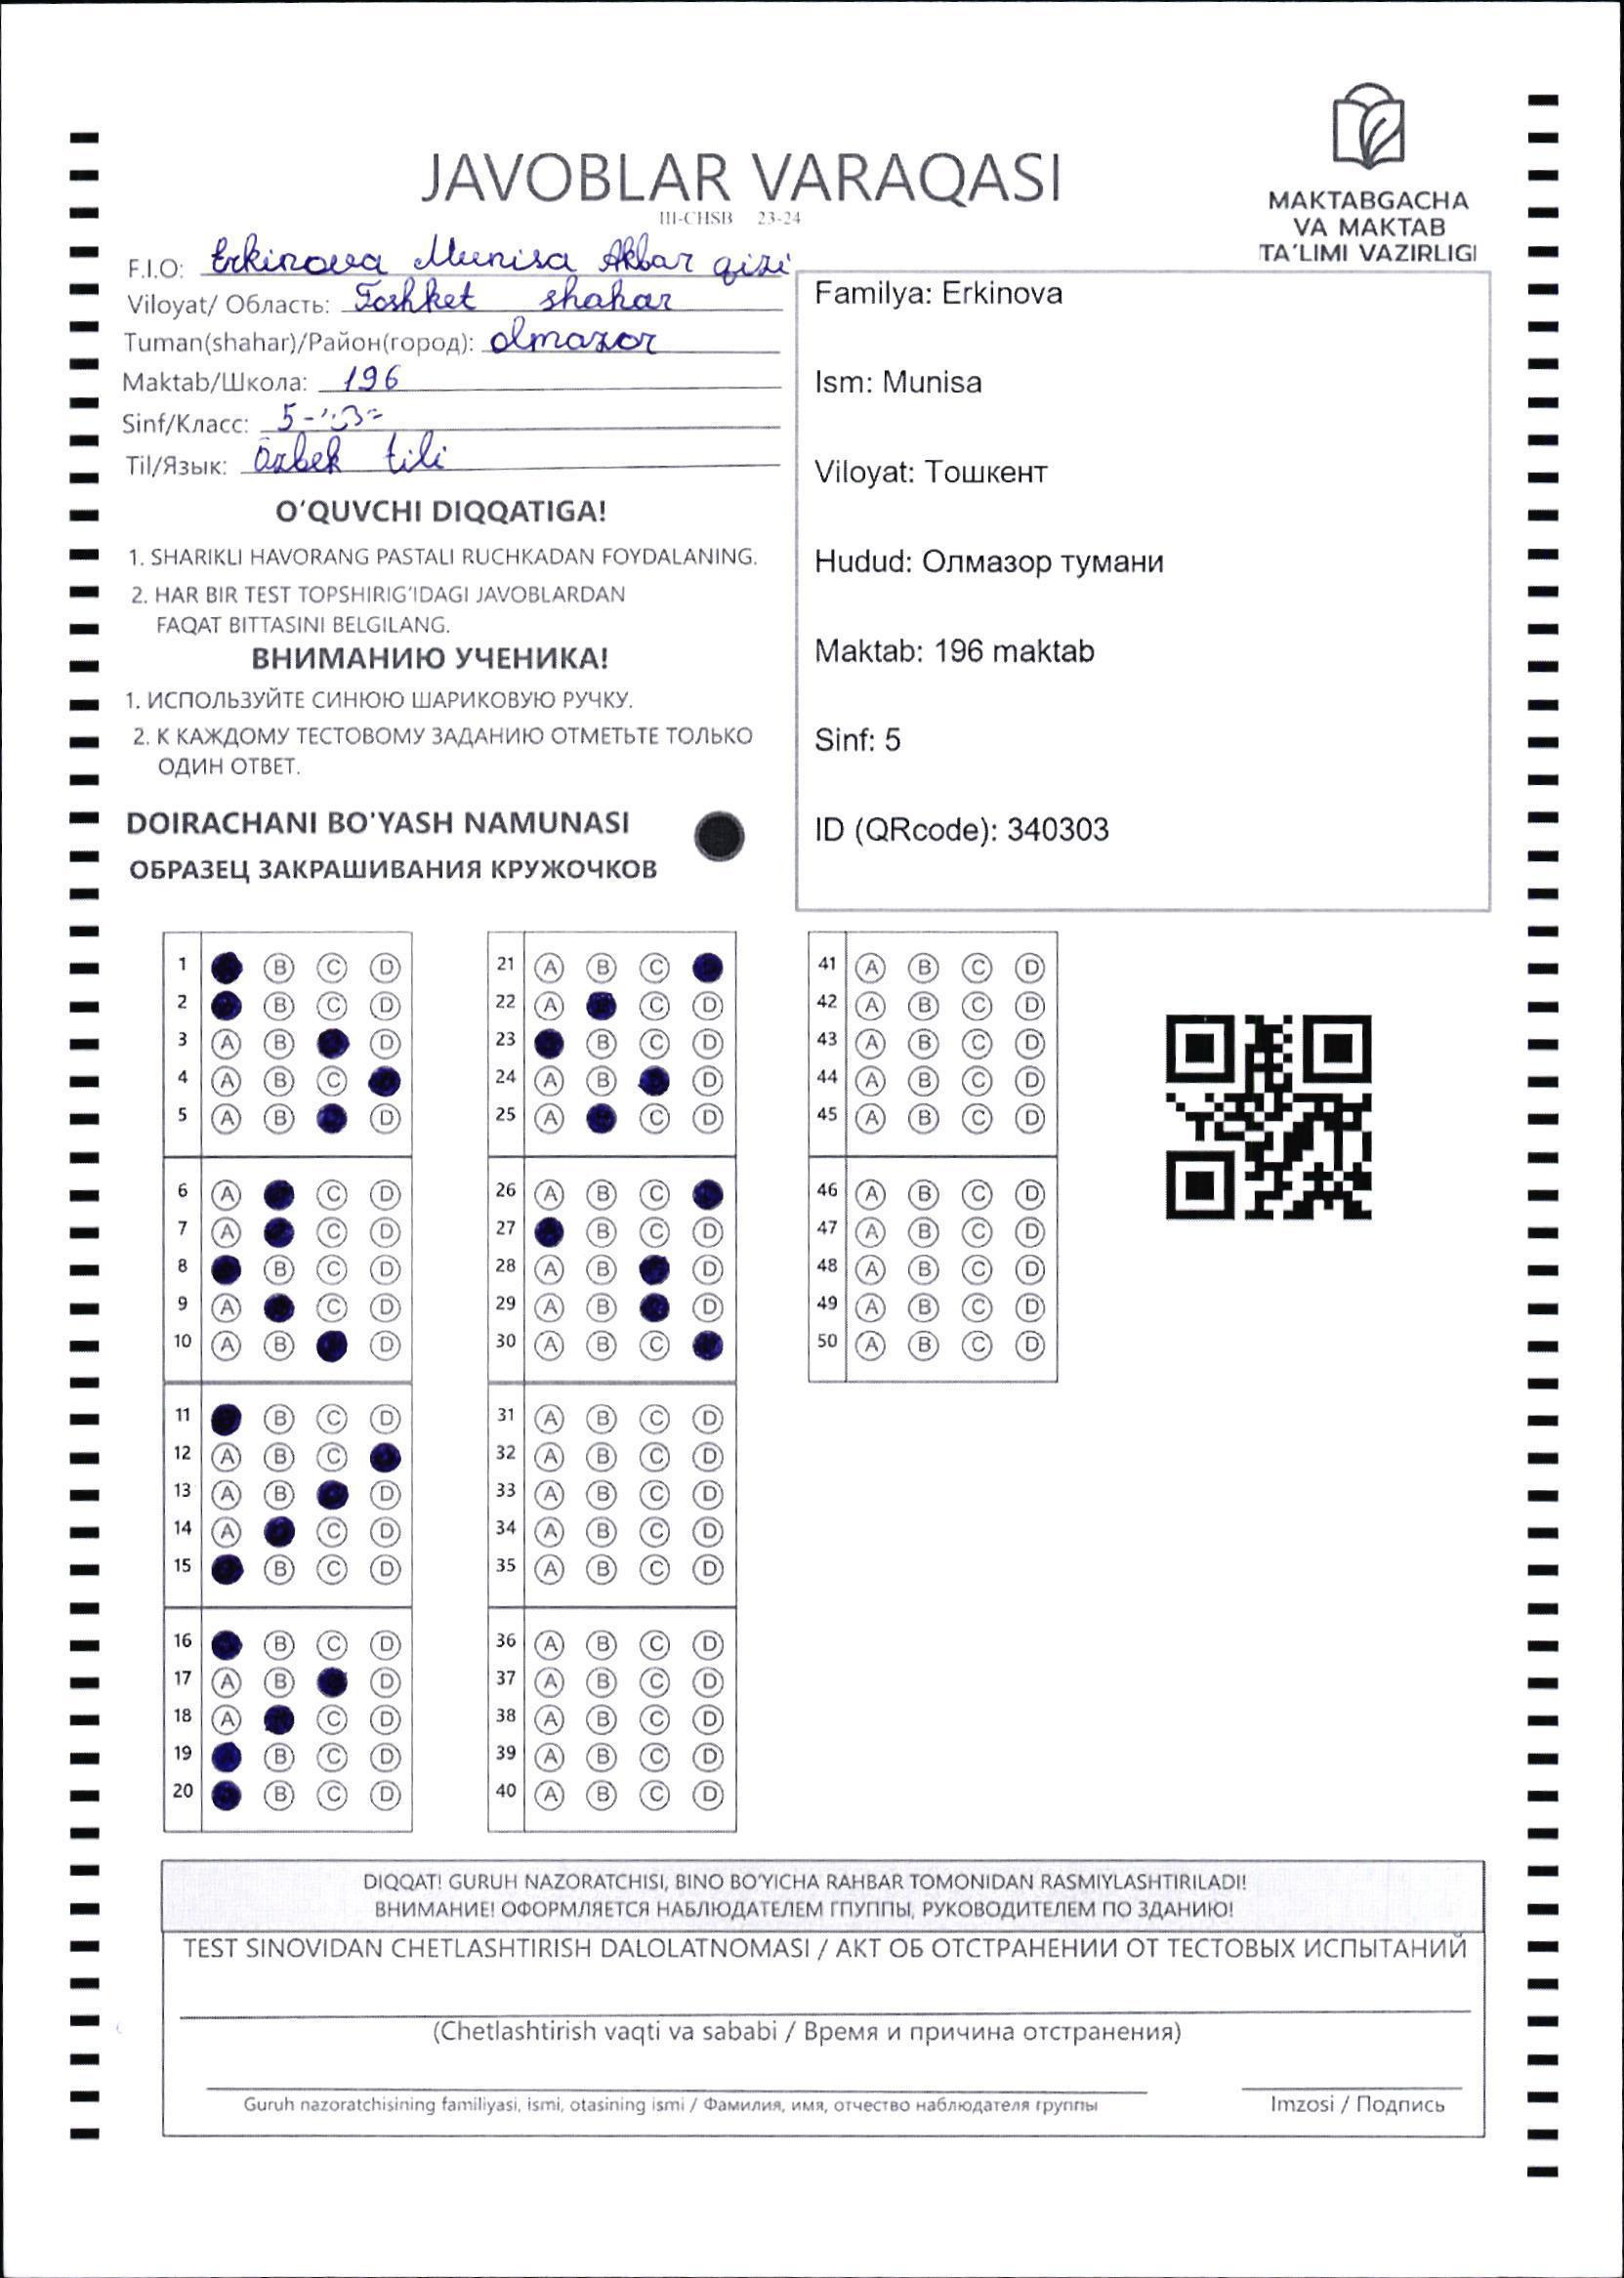 JAVOBLAR VARAQASI
III-CHSB 23-24
MAKTABGACHA
VA MAKTAB
TA'LIMI VAZIRLIGI
F.I.O: Erkinova Munisa Akbar qizi
Viloyat/ Область: Toshket shahar
Tuman(shahar)/Район(город): olmazor
Maktab/Школа: 196
Sinf/Класс: 5-
Til/Язык: Özbek tili
O'QUVCHI DIQQATIGA!
1. SHARIKLI HAVORANG PASTALI RUCHKADAN FOYDALANING.
2. HAR BIR TEST TOPSHIRIG'IDAGI JAVOBLARDAN
FAQAT BITTASINI BELGILANG.
ВНИМАНИЮ УЧЕНИКА!
1. ИСПОЛЬЗУЙТЕ СИНЮЮ ШАРИКОВУЮ РУЧКУ.
2. К КАЖДОМУ ТЕСТОВОМУ ЗАДАНИЮ ОТМЕТЬТЕ ТОЛЬКО
ОДИН ОТВЕТ.
DOIRACHANI BO'YASH NAMUNASI
ОБРАЗЕЦ ЗАКРАШИВАНИЯ КРУЖОЧКОВ
Familya: Erkinova
Ism: Munisa
Viloyat: Тошкент
Hudud: Олмазор тумани
Maktab: 196 maktab
Sinf: 5
ID (QRcode): 340303
1 B C D
2 B C D
3 A B D
4 A B C
5 A B D
6 A C D
7 A C D
8 B C D
9 A C D
10 A B D
11 B C D
12 A B C
13 A B D
14 A C D
15 B C D
16 B C D
17 A B D
18 A C D
19 B C D
20 B C D
21 A B C
22 A C D
23 B C D
24 A B D
25 A C D
26 A B C
27 B C D
28 A B D
29 A B D
30 A B C
31 A B C D
32 A B C D
33 A B C D
34 A B C D
35 A B C D
36 A B C D
37 A B C D
38 A B C D
39 A B C D
40 A B C D
41 A B C D
42 A B C D
43 A B C D
44 A B C D
45 A B C D
46 A B C D
47 A B C D
48 A B C D
49 A B C D
50 A B C D
DIQQAT! GURUH NAZORATCHISI, BINO BO'YICHA RAHBAR TOMONIDAN RASMIYLASHTIRILADI!
ВНИМАНИЕ! ОФОРМЛЯЕТСЯ НАБЛЮДАТЕЛЕМ ГПУППЫ, РУКОВОДИТЕЛЕМ ПО ЗДАНИЮ!
TEST SINOVIDAN CHETLASHTIRISH DALOLATNOMASI / АКТ ОБ ОТСТРАНЕНИИ ОТ ТЕСТОВЫХ ИСПЫТАНИЙ
(Chetlashtirish vaqti va sababi / Время и причина отстранения)
Guruh nazoratchisining familiyasi, ismi, otasining ismi / Фамилия, имя, отчество наблюдателя группы
Imzosi / Подпись